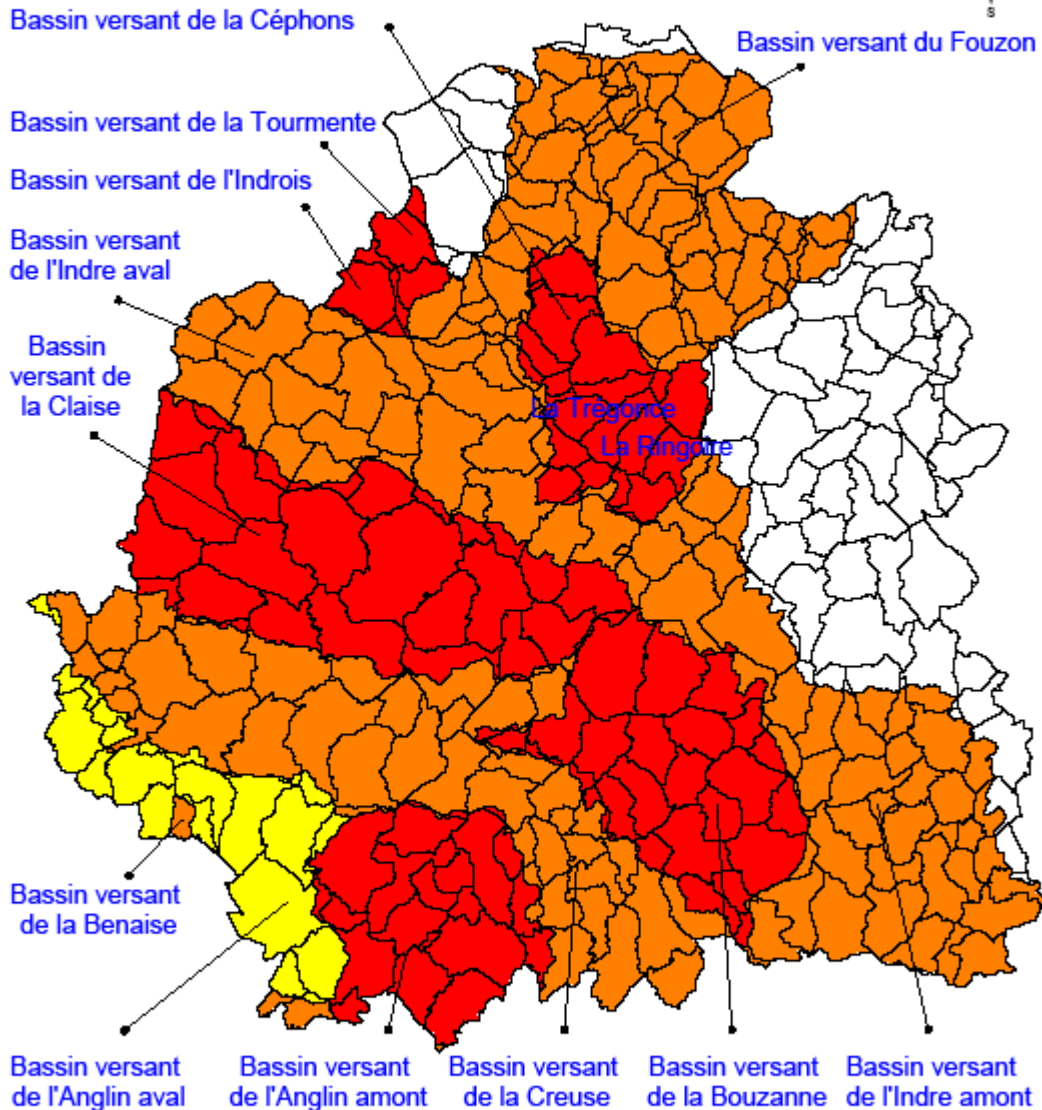 s
Bassin versant de la Céphons
Bassin versant du Fouzon
Bassin versant de la Tourmente
Bassin versant de l'Indrois
Bassin versant
de l'Indre aval
Bassin
versant de
la Claise
La Trégonce
La Ringoire
Bassin versant
de la Benaise
Bassin versant
de l'Anglin aval
Bassin versant
de l'Anglin amont
Bassin versant
de la Creuse
Bassin versant
de la Bouzanne
Bassin versant
de l'Indre amont